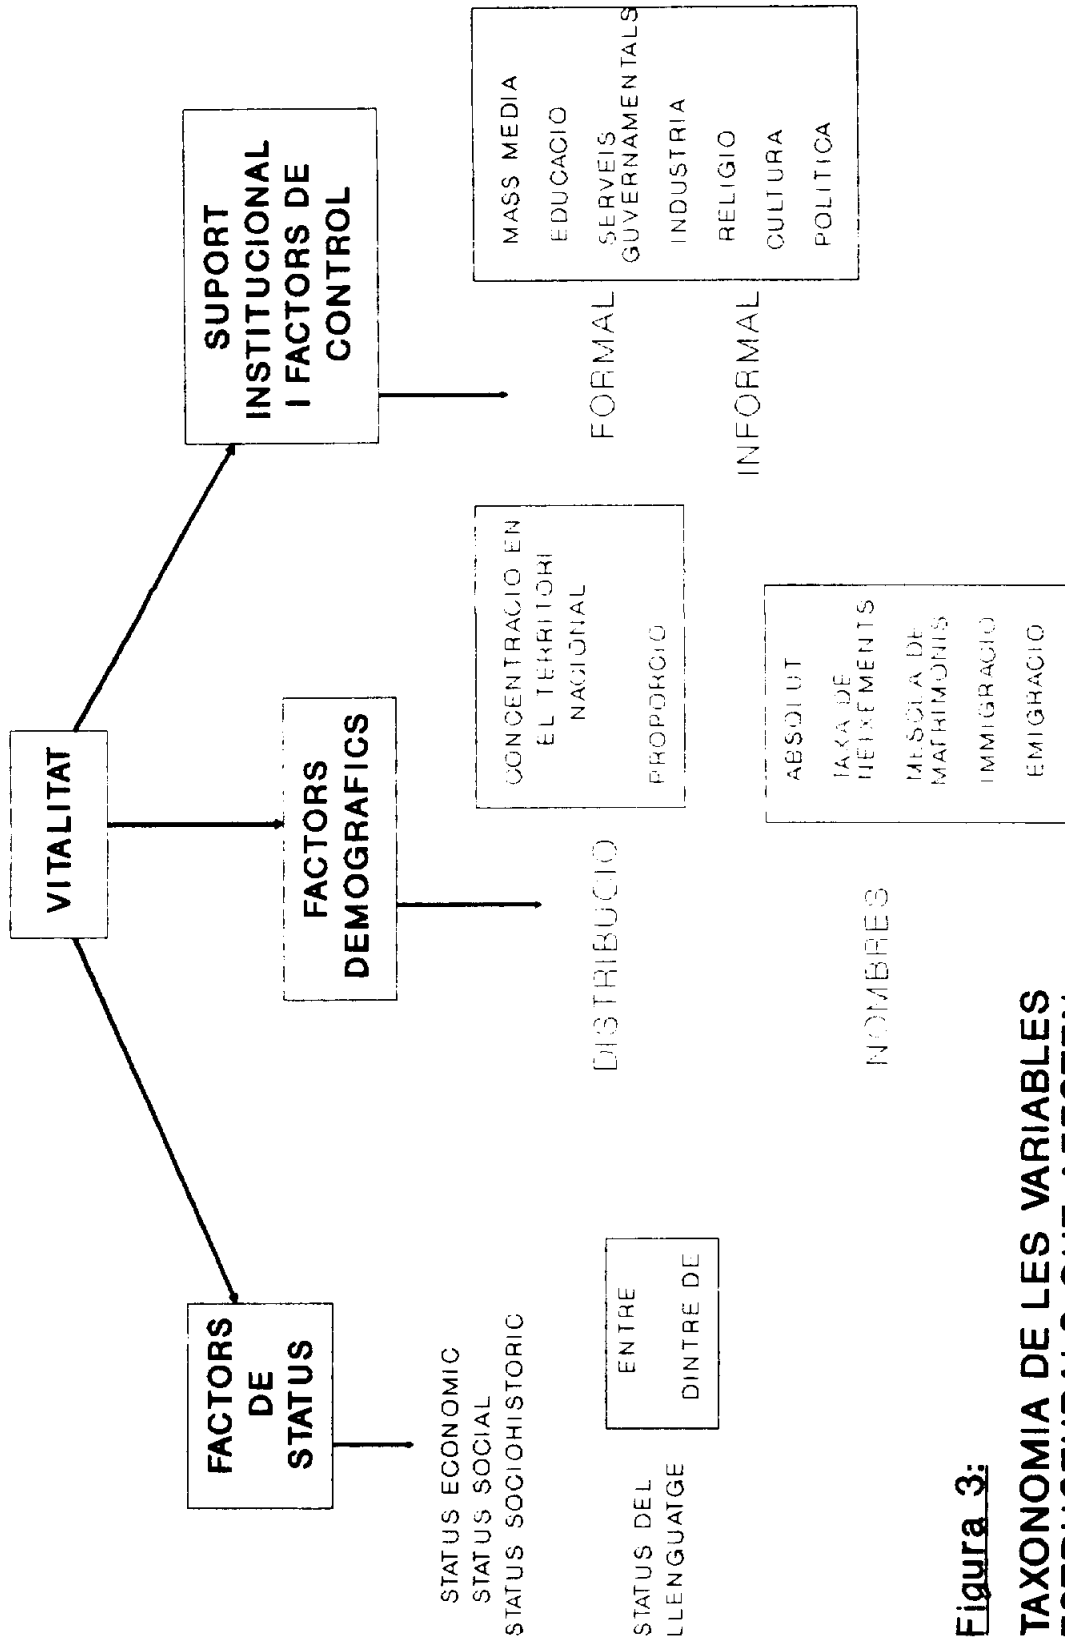 VITALITAT
FACTORS
DE
STATUS
FACTORS
DEMOGRAFICS
SUPORT
INSTITUCIONAL
I FACTORS DE
CONTROL
STATUS ECONOMIC
STATUS SOCIAL
STATUS SOCIOHISTORIC
STATUS DEL
LLENGUATGE
ENTRE
DINTRE DE
DISTRIBUCIO
CONCENTRACIO EN
EL TERRITORI
NACIONAL
PROPORCIO
NOMBRES
ABSOLUT
TAXA DE
NEIXEMENTS
MESCLA DE
MATRIMONIS
IMMIGRACIO
EMIGRACIO
FORMAL
INFORMAL
MASS MEDIA
EDUCACIO
SERVEIS
GUVERNAMENTALS
INDUSTRIA
RELIGIO
CULTURA
POLITICA
Figura 3:
TAXONOMIA DE LES VARIABLES